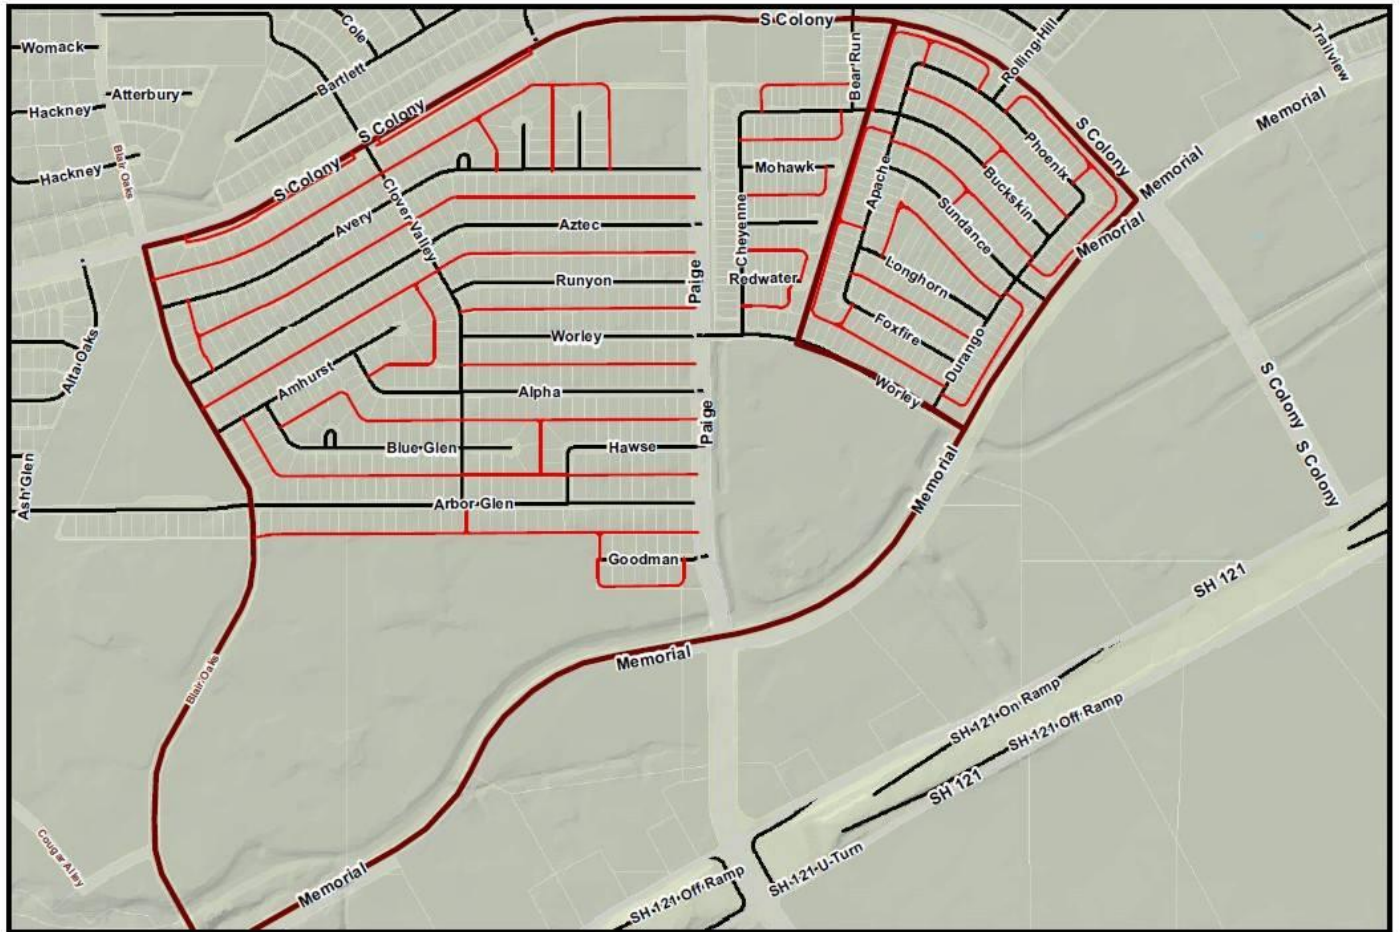 S Colony
Cole
Womack
Bartlett
Bear Run
Rolling Hill
Trailview
Atterbury
Hackney
S Colony
Memorial
S Colony
Phoenix
Blair Oaks
Hackney
S Colony
Mohawk
Apache
Buckskin
Memorial
Clover Valley
Avery
Aztec
Cheyenne
Sundance
Memorial
Runyon
Paige
Redwater
Longhorn
Alta Oaks
Worley
Foxfire
Durango
Amhurst
Alpha
Worley
S Colony
Paige
Blue Glen
Hawse
Memorial
S Colony
Ash Glen
Arbor Glen
Goodman
SH 121
Memorial
Blair Oaks
SH-121 On Ramp
SH-121 Off Ramp
SH 121
Cougar Alley
Memorial
SH-121 Off Ramp
SH-121 U-Turn